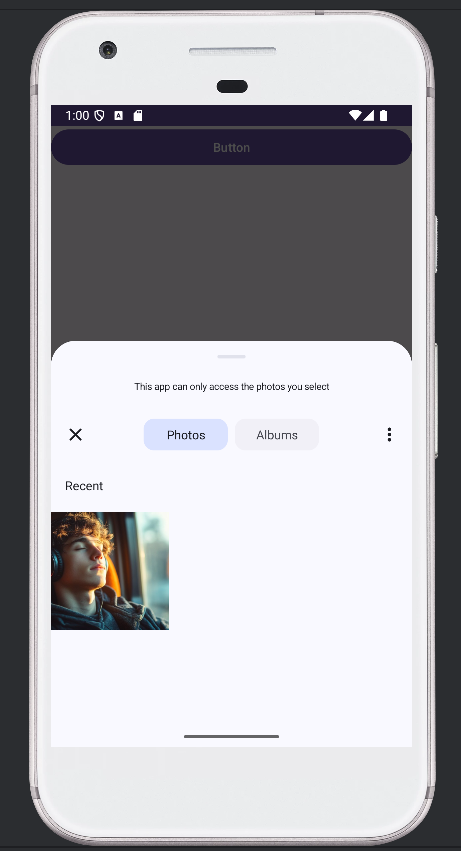 1:00
Button
This app can only access the photos you select
Photos Albums
Recent